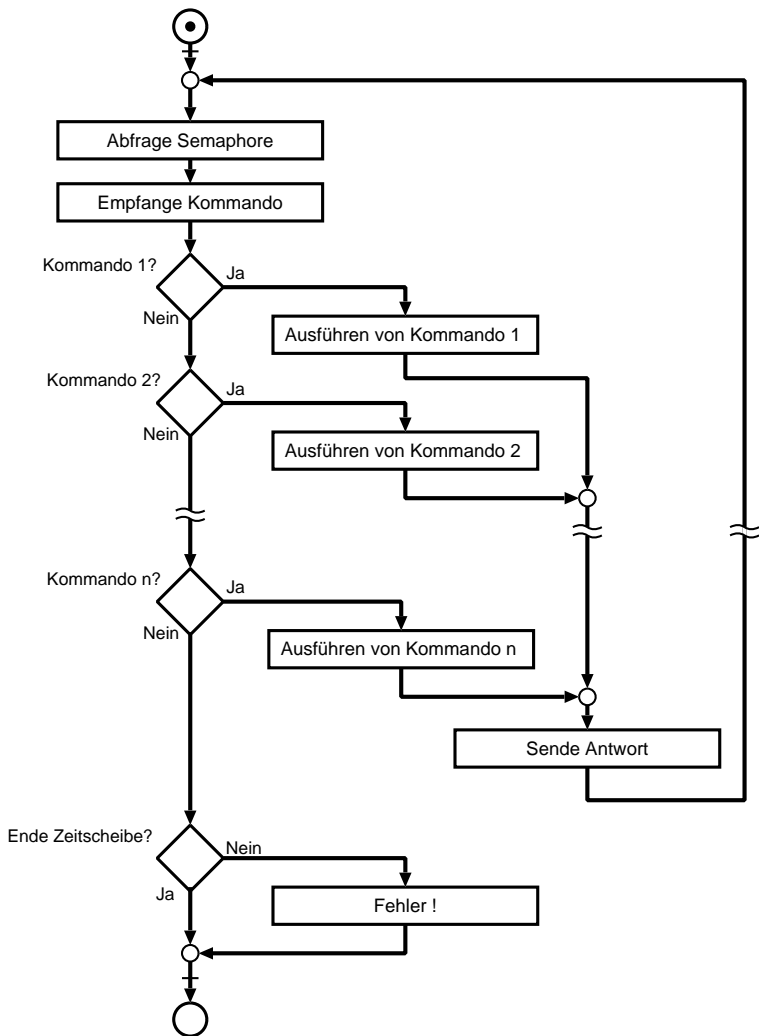 Abfrage Semaphore
Empfange Kommando
Kommando 1?
Ja
Nein
Ausführen von Kommando 1
Kommando 2?
Ja
Nein
Ausführen von Kommando 2
Kommando n?
Ja
Nein
Ausführen von Kommando n
Sende Antwort
Ende Zeitscheibe?
Nein
Ja
Fehler !